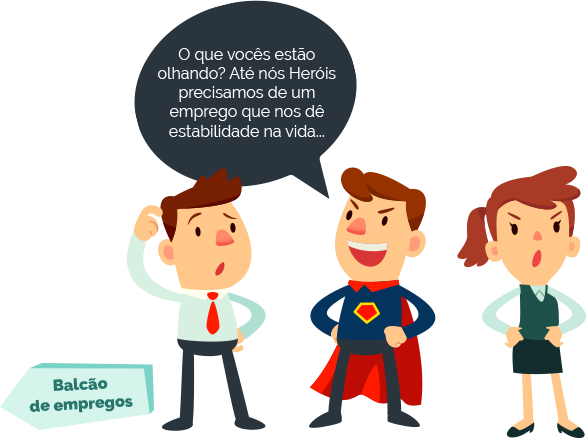 O que vocês estão
olhando? Até nós Heróis
precisamos de um
emprego que nos dê
estabilidade na vida...
Balcão
de empregos